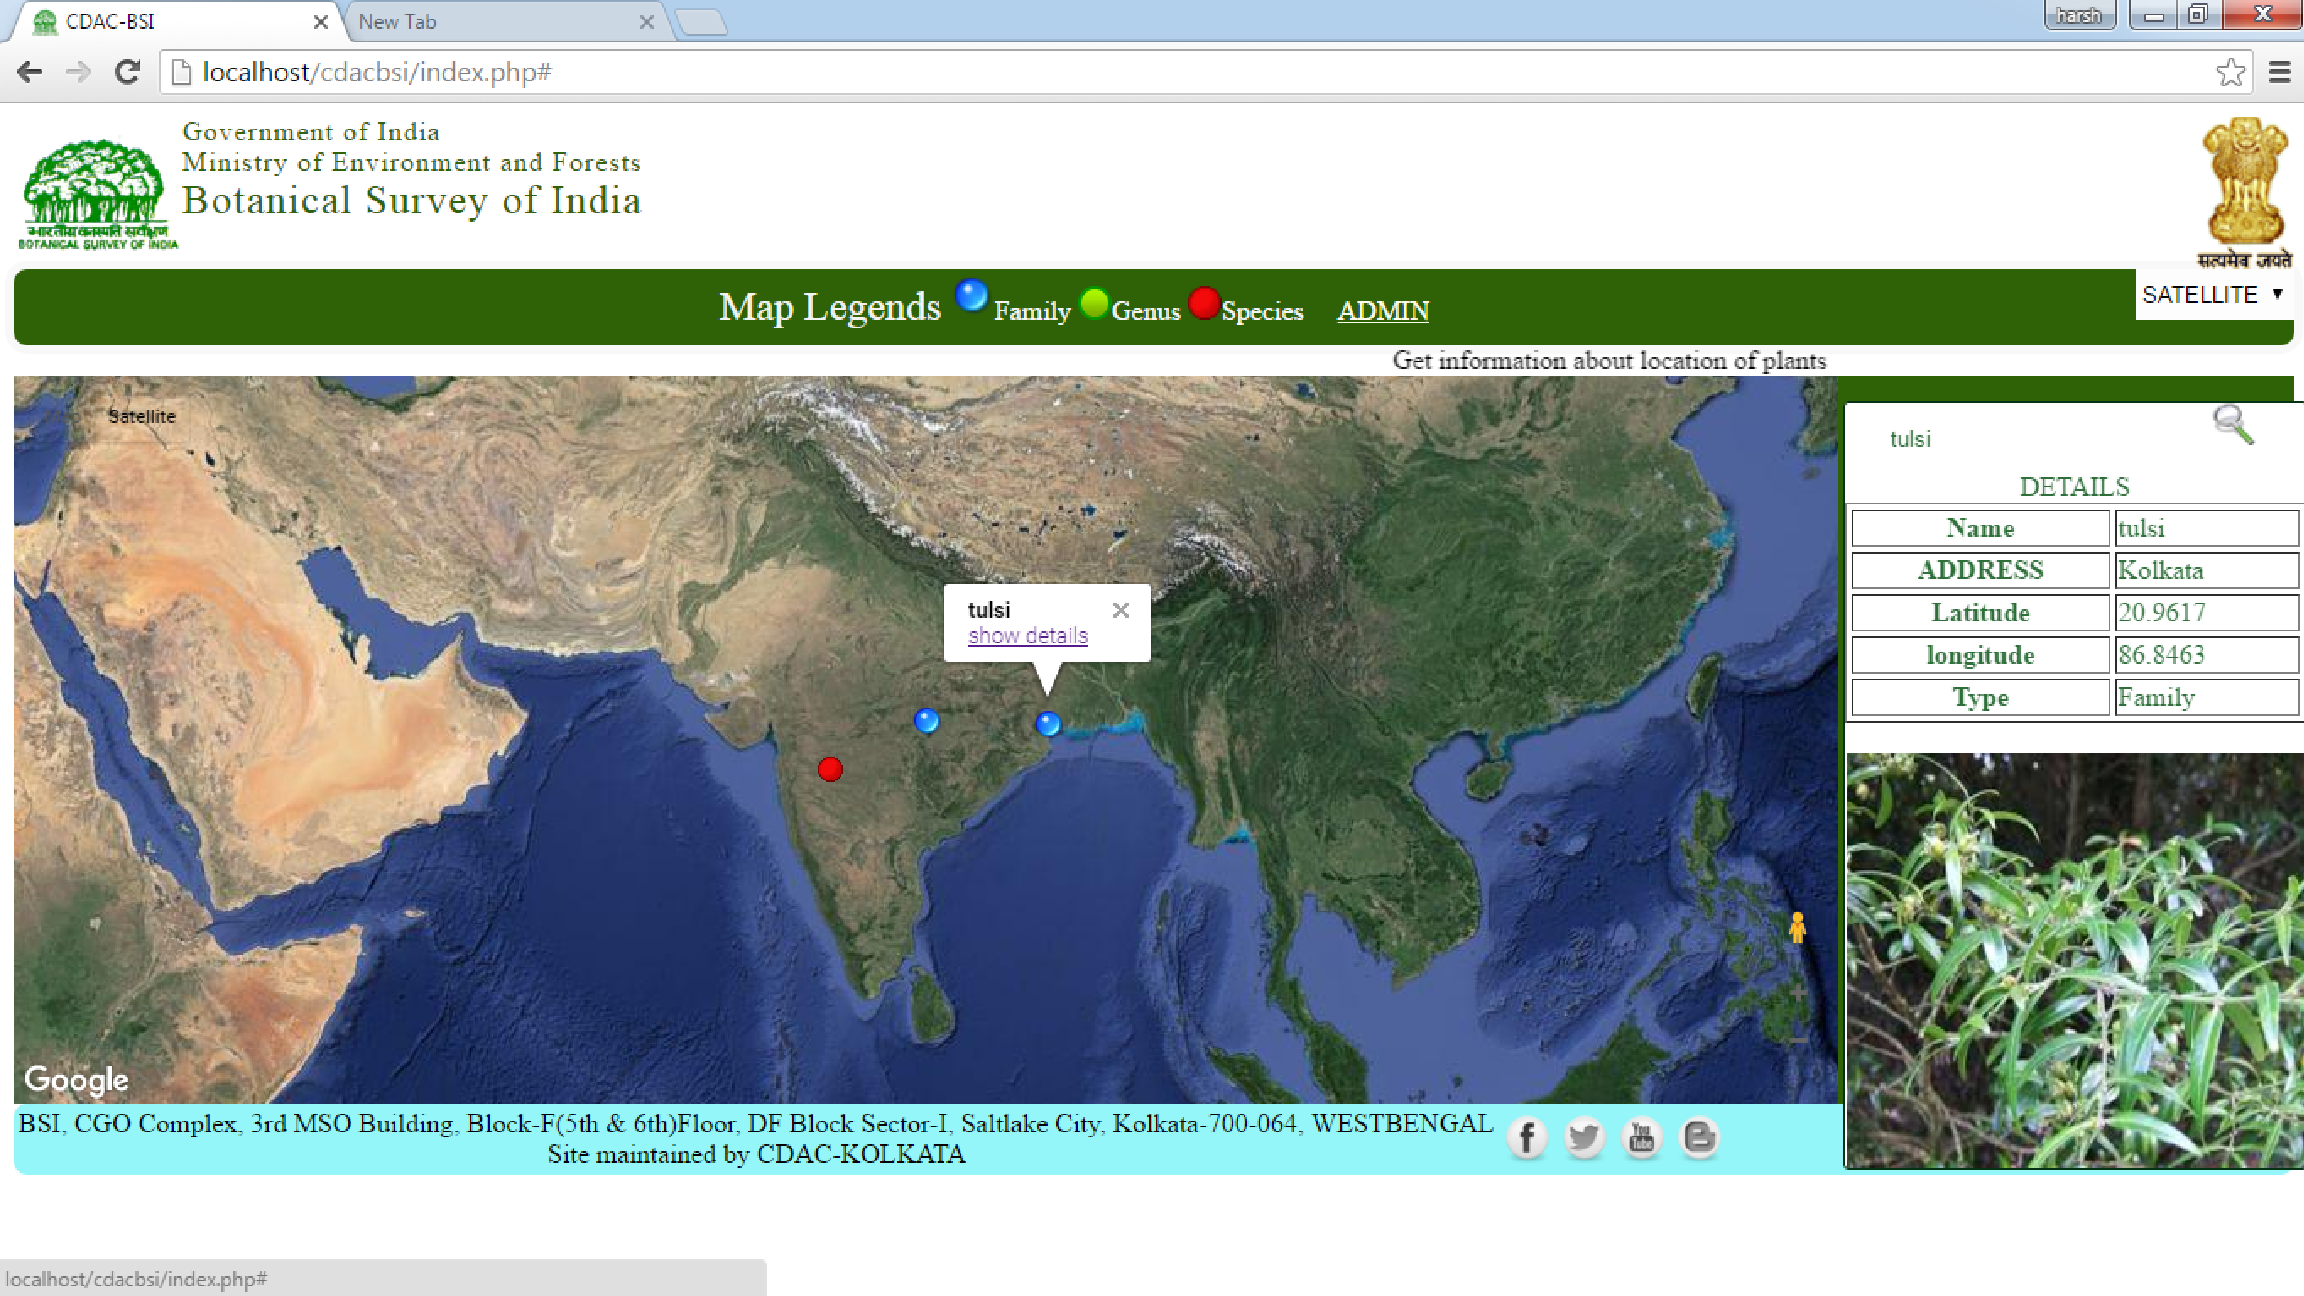 CDAC-BSI
New Tab
harsh
localhost/cdacbsi/index.php#
Government of India
Ministry of Environment and Forests
Botanical Survey of India
भारतीय वनस्पति सर्वेक्षण
BOTANICAL SURVEY OF INDIA
सत्यमेव जयते
Map Legends Family Genus Species ADMIN
SATELLITE
Get information about location of plants
Satellite
tulsi
show details
Google
tulsi
DETAILS
Name tulsi
ADDRESS Kolkata
Latitude 20.9617
longitude 86.8463
Type Family
BSI, CGO Complex, 3rd MSO Building, Block-F(5th & 6th)Floor, DF Block Sector-I, Saltlake City, Kolkata-700-064, WESTBENGAL
Site maintained by CDAC-KOLKATA
You
Tube
localhost/cdacbsi/index.php#